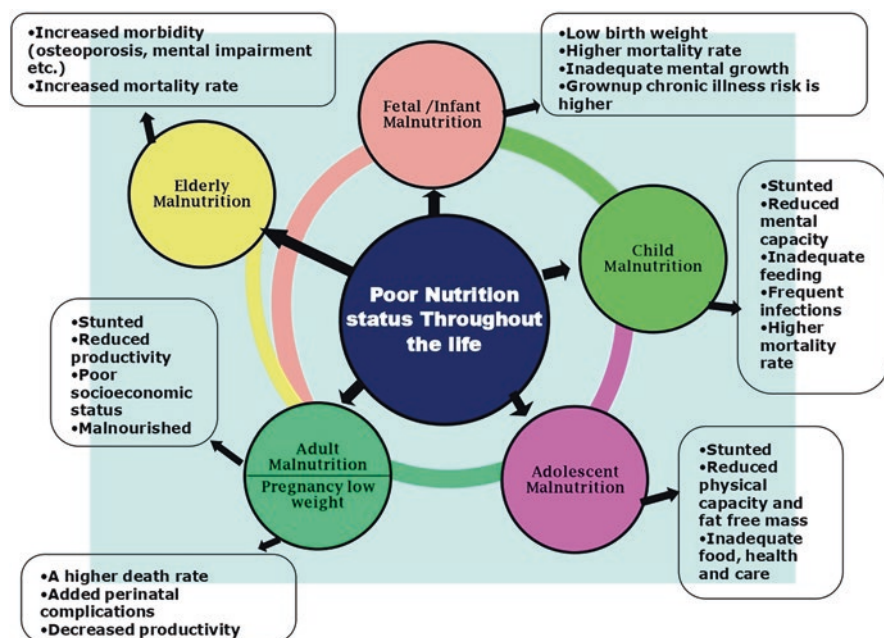 •Increased morbidity
(osteoporosis, mental impairment
etc.)
•Increased mortality rate
•Low birth weight
•Higher mortality rate
•Inadequate mental growth
•Grownup chronic illness risk is
higher
Fetal /Infant
Malnutrition
Elderly
Malnutrition
Child
Malnutrition
•Stunted
•Reduced
mental
capacity
•Inadequate
feeding
•Frequent
infections
•Higher
mortality
rate
Poor Nutrition
status Throughout
the life
•Stunted
•Reduced productivity
•Poor
socioeconomic
status
•Malnourished
Adult
Malnutrition
Pregnancy low
weight
Adolescent
Malnutrition
•Stunted
•Reduced
physical
capacity and
fat free mass
•Inadequate
food, health
and care
•A higher death rate
•Added perinatal
complications
•Decreased productivity